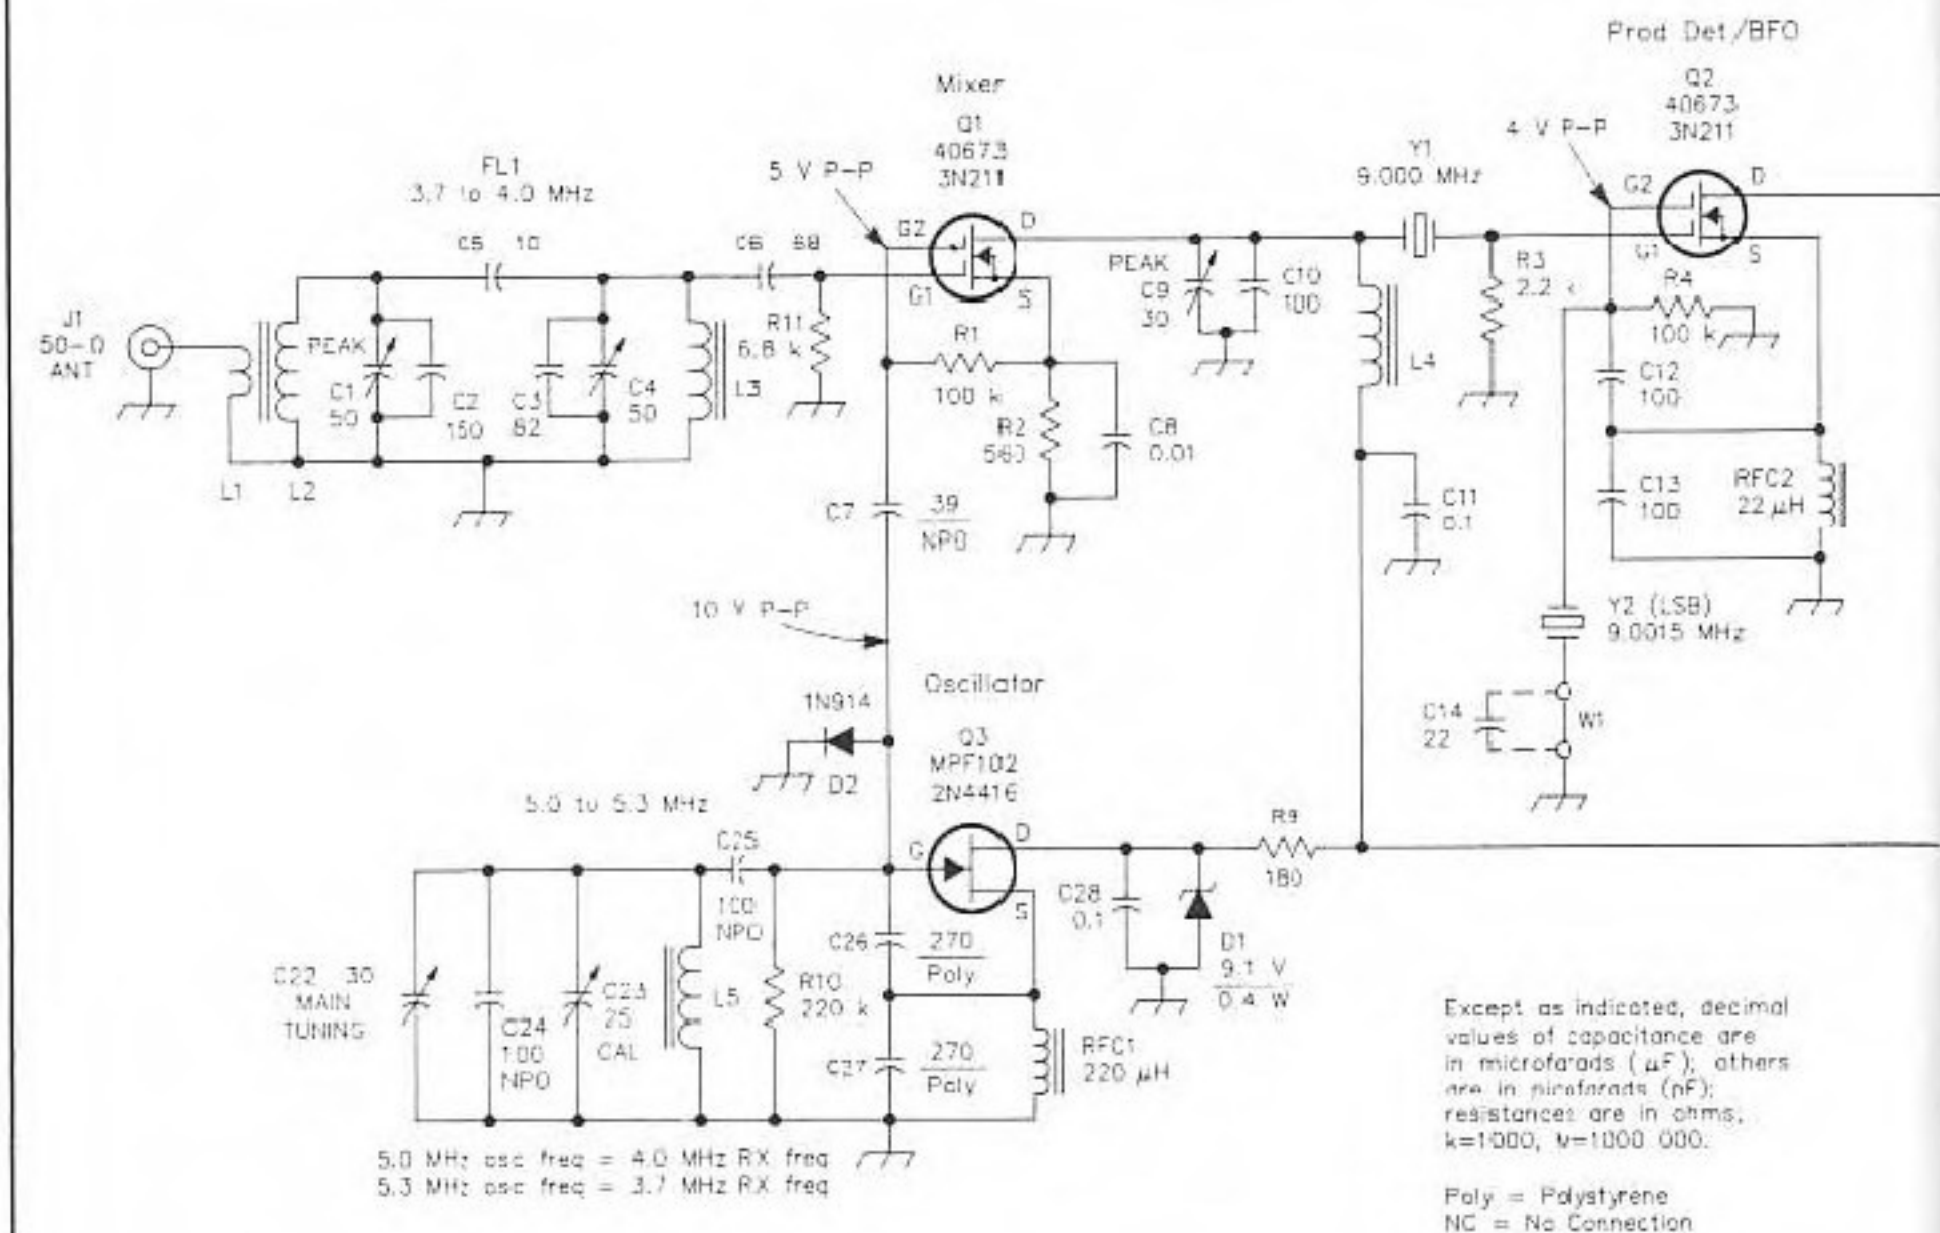 Prod Det/BFO
Q2
40673
3N211
4 V P-P
G2
D
G1
S
Mixer
Q1
40673
3N211
5 V P-P
G2
D
G1
S
FL1
3.7 to 4.0 MHz
C5 10
C6 68
Y1
9.000 MHz
J1
50-Ω
ANT
L1
L2
PEAK
C1
50
C2
150
C3
82
C4
50
L3
R11
6.8 k
R1
100 k
R2
560
C8
0.01
PEAK
C9
30
C10
100
L4
R3
2.2 k
R4
100 k
C12
100
C13
100
RFC2
22 μH
C7
39
NPO
C11
0.1
10 V P-P
Y2 (LSB)
9.0015 MHz
C14
22
W1
Oscillator
Q3
MPF102
2N4416
1N914
D2
5.0 to 5.3 MHz
C25
100
NPO
G
D
S
R9
180
C28
0.1
D1
9.1 V
0.4 W
C22 30
MAIN
TUNING
C24
100
NPO
C23
25
CAL
L5
R10
220 k
C26
270
Poly
C27
270
Poly
RFC1
220 μH
5.0 MHz osc freq = 4.0 MHz RX freq
5.3 MHz osc freq = 3.7 MHz RX freq
Except as indicated, decimal
values of capacitance are
in microfarads (μF); others
are in picofarads (pF);
resistances are in ohms;
k=1000, M=1000 000.
Poly = Polystyrene
NC = No Connection